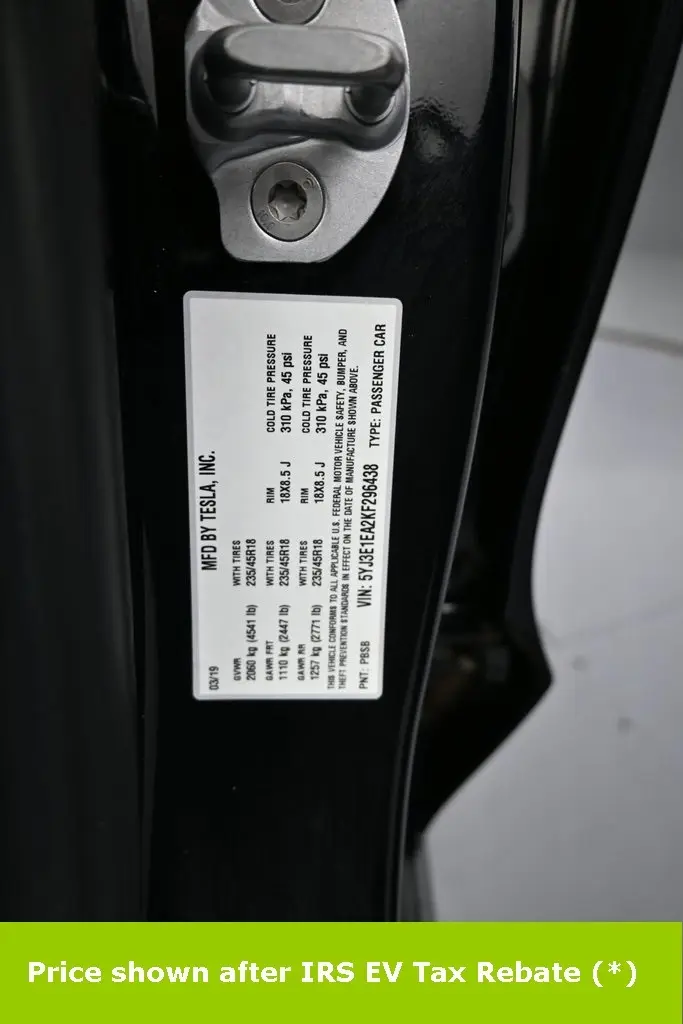 MFD BY TESLA, INC.
03/19
GVWR WITH TIRES RIM COLD TIRE PRESSURE
2060 kg (4541 lb) 235/45R18 18X8.5 J 310 kPa, 45 psi
GAWR FRT WITH TIRES RIM COLD TIRE PRESSURE
1110 kg (2447 lb) 235/45R18 18X8.5 J 310 kPa, 45 psi
GAWR RR WITH TIRES
1257 kg (2771 lb) 235/45R18
THIS VEHICLE CONFORMS TO ALL APPLICABLE U.S. FEDERAL MOTOR VEHICLE SAFETY, BUMPER, AND
THEFT PREVENTION STANDARDS IN EFFECT ON THE DATE OF MANUFACTURE SHOWN ABOVE.
PNT: PBSB VIN: 5YJ3E1EA2KF296438 TYPE: PASSENGER CAR
Price shown after IRS EV Tax Rebate (*)